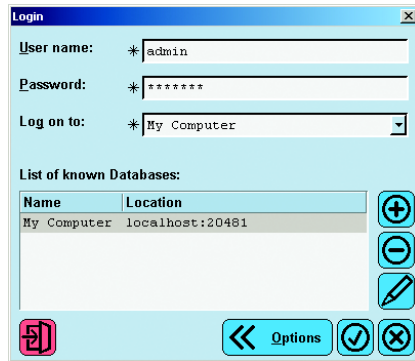 Login
User name: * admin
Password: * *******
Log on to: * My Computer
List of known Databases:
Name Location
My Computer localhost:20481
Options